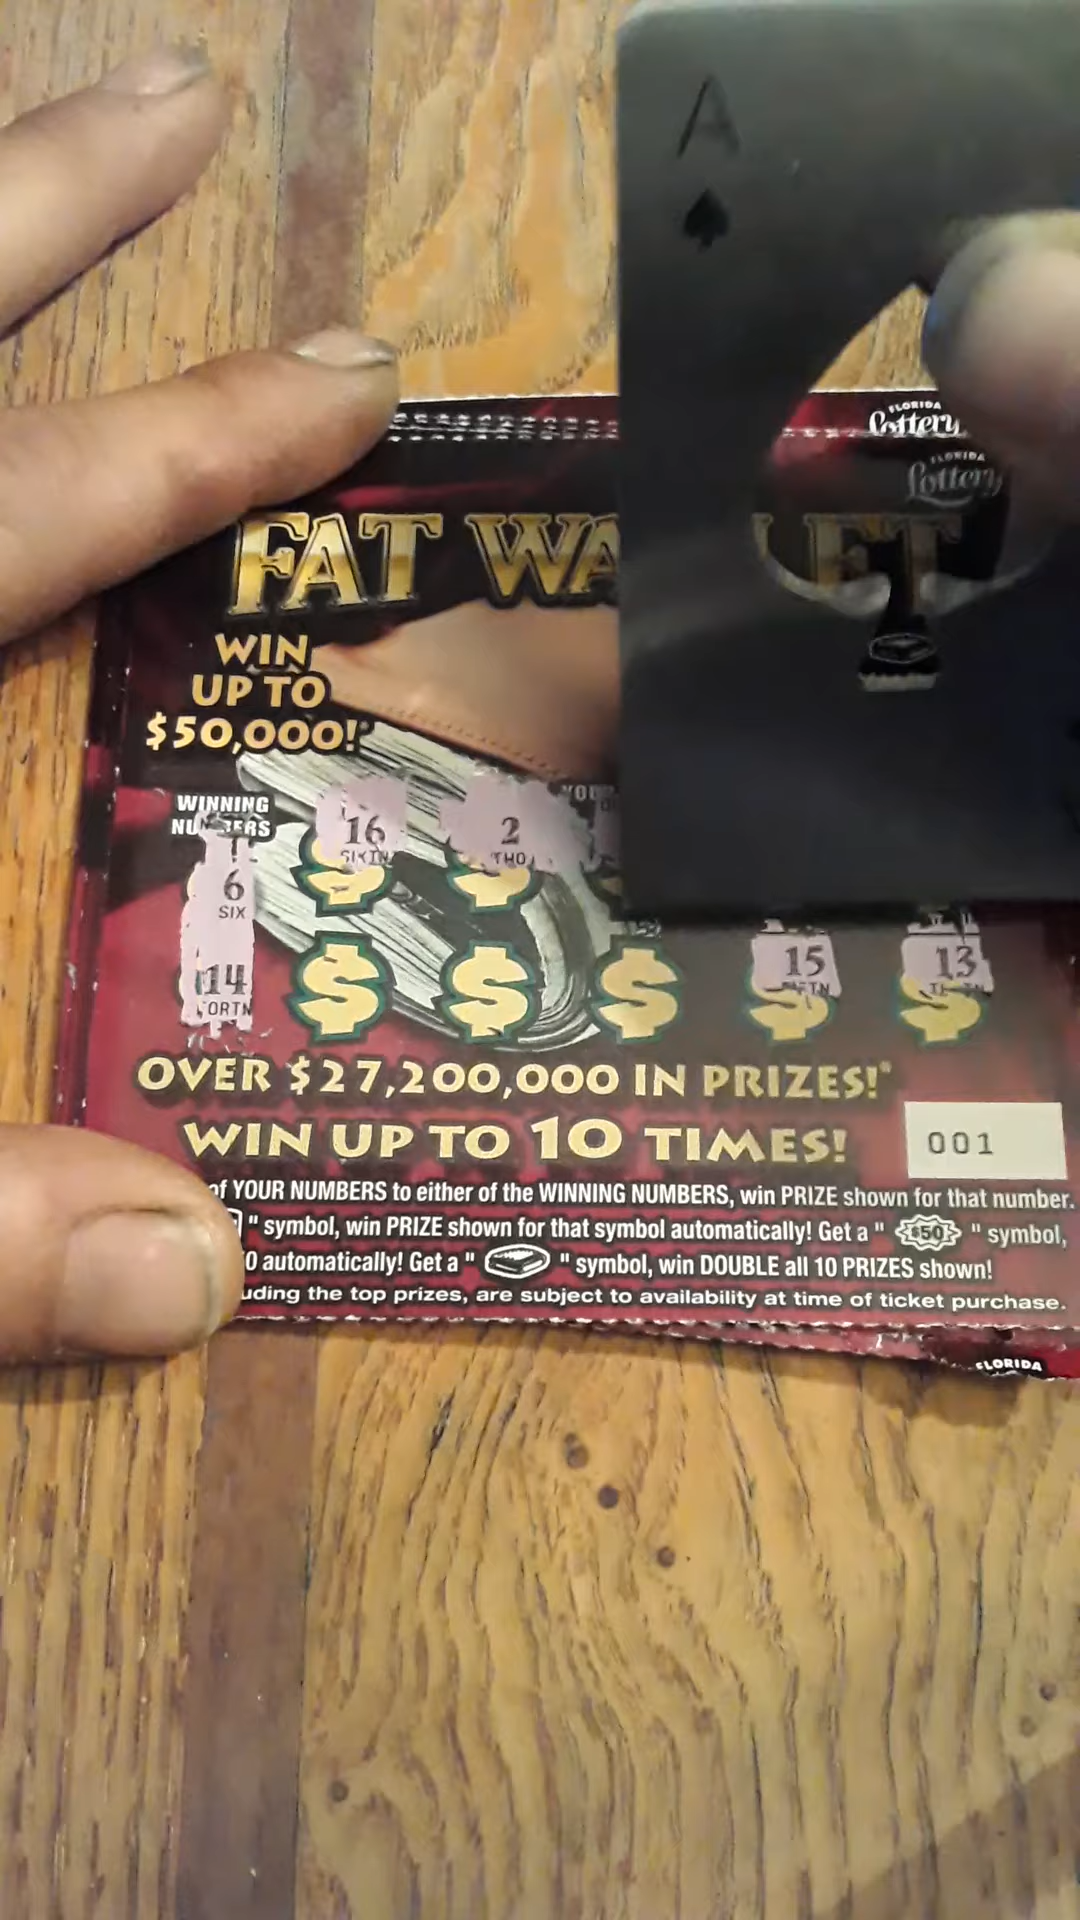 A
FLORIDA
Lottery
FLORIDA
Lottery
FAT WA LET
WIN
UP TO
$50,000!*
WINNING
NUMBERS
16
2
6
SIX
14
FORTN
15
13
OVER $27,200,000 IN PRIZES!*
WIN UP TO 10 TIMES!
001
of YOUR NUMBERS to either of the WINNING NUMBERS, win PRIZE shown for that number.
" symbol, win PRIZE shown for that symbol automatically! Get a " $50 " symbol,
0 automatically! Get a " " symbol, win DOUBLE all 10 PRIZES shown!
uding the top prizes, are subject to availability at time of ticket purchase.
FLORIDA